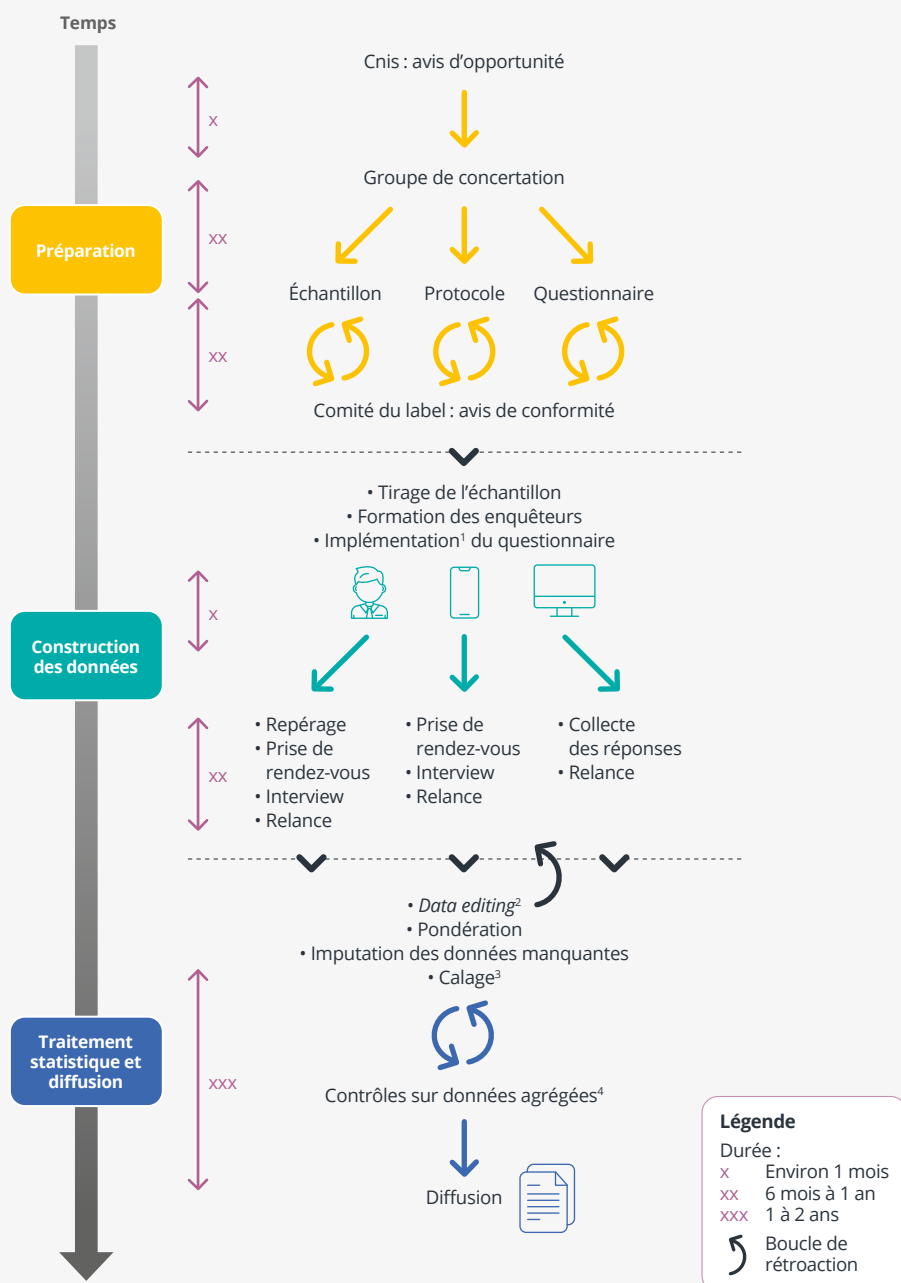 Temps
Cnis : avis d’opportunité
x
Groupe de concertation
Préparation
xx
Échantillon
Protocole
Questionnaire
xx
Comité du label : avis de conformité
• Tirage de l’échantillon
• Formation des enquêteurs
• Implémentation¹ du questionnaire
x
Construction
des données
• Repérage
• Prise de
rendez-vous
• Interview
• Relance
• Prise de
rendez-vous
• Interview
• Relance
• Collecte
des réponses
• Relance
xx
• Data editing²
• Pondération
• Imputation des données manquantes
• Calage³
Traitement
statistique et
diffusion
xxx
Contrôles sur données agrégées⁴
Diffusion
Légende
Durée :
x Environ 1 mois
xx 6 mois à 1 an
xxx 1 à 2 ans
Boucle de
rétroaction